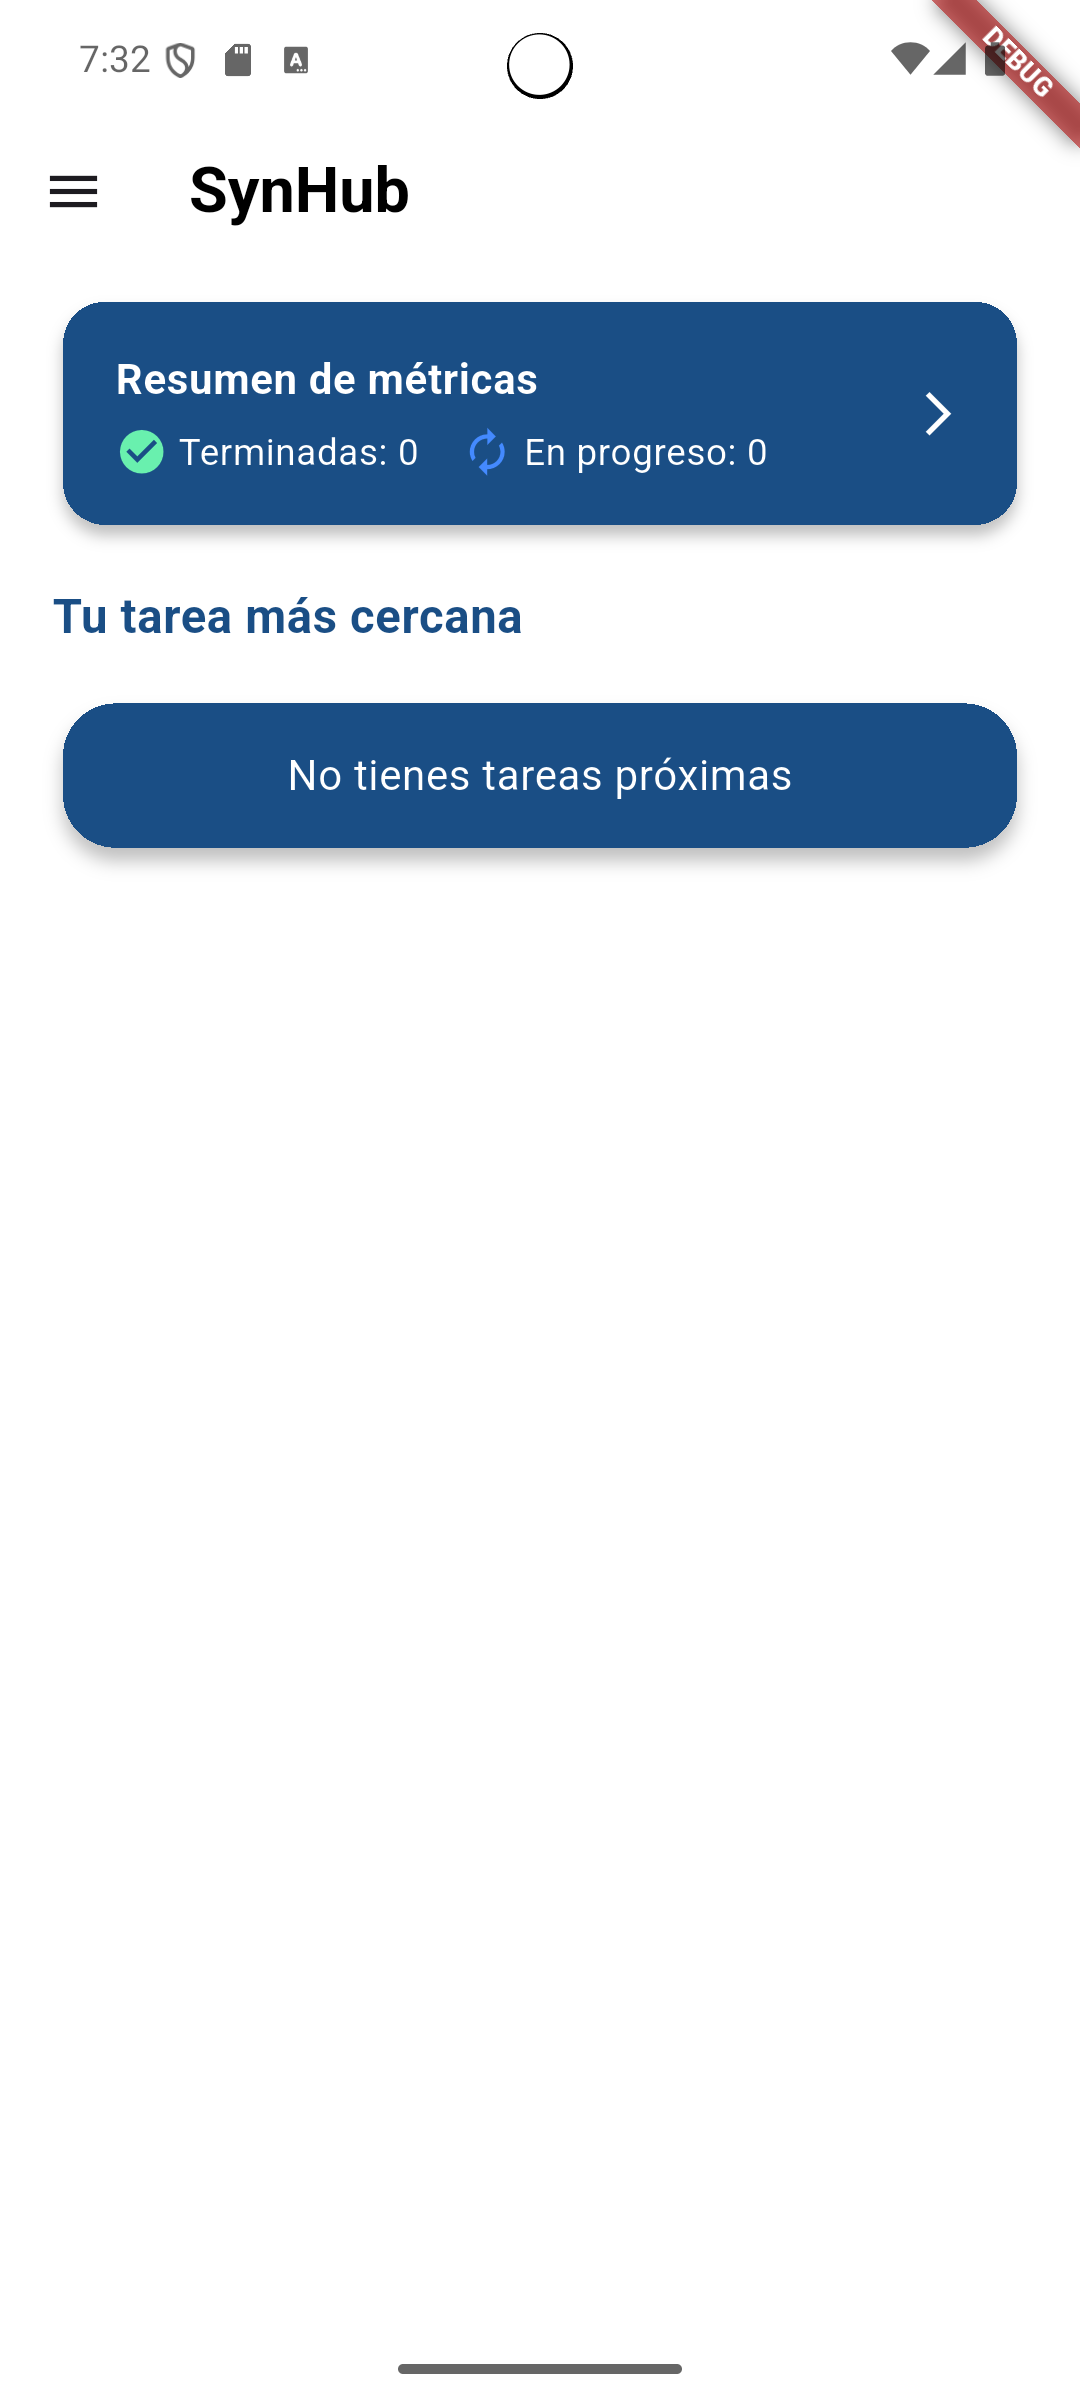 7:32
DEBUG
SynHub
Resumen de métricas
Terminadas: 0 En progreso: 0
Tu tarea más cercana
No tienes tareas próximas